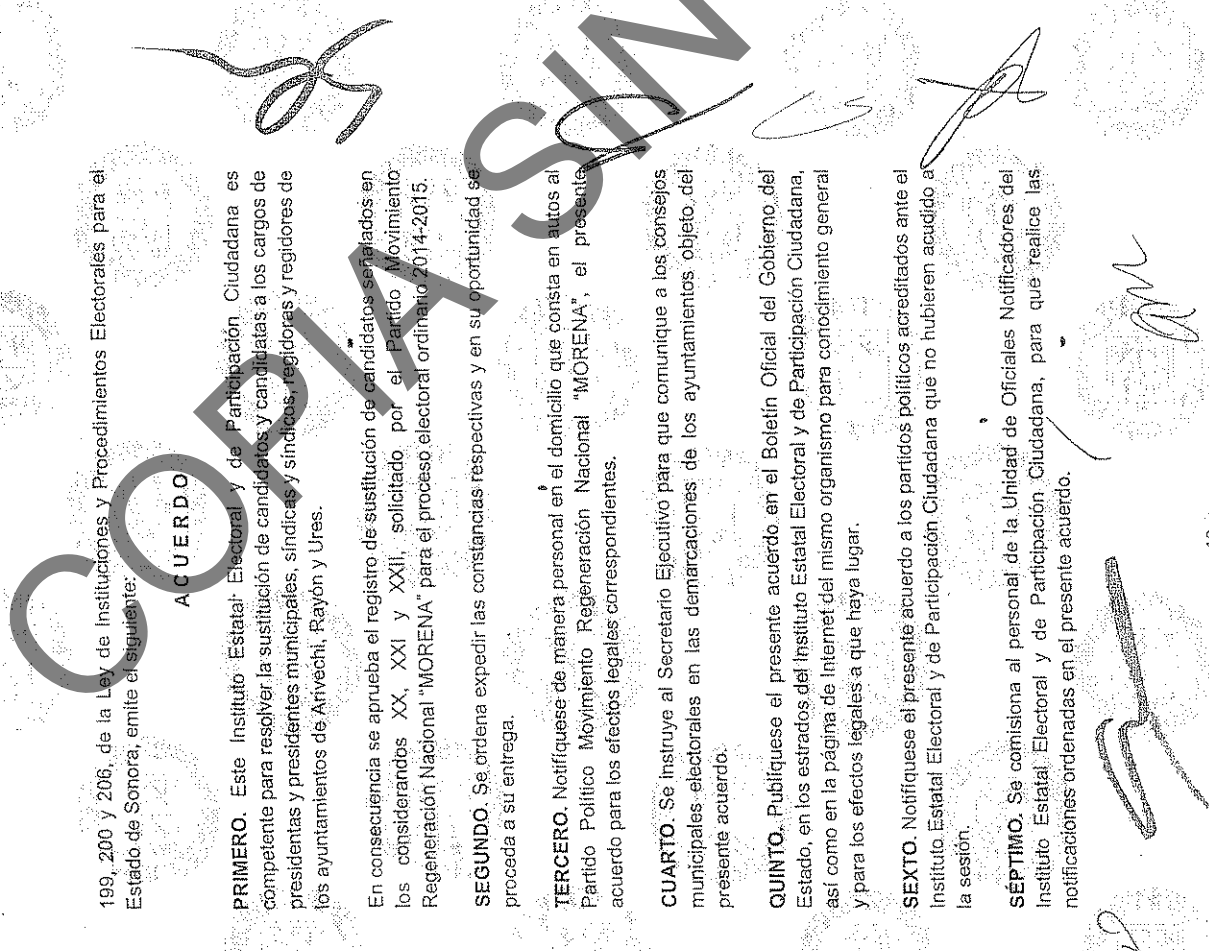 199, 200 y 206, de la Ley de Instituciones y Procedimientos Electorales para el
Estado de Sonora, emite el siguiente:
ACUERDO
PRIMERO. Este Instituto Estatal Electoral y de Participación Ciudadana es
competente para resolver la sustitución de candidatos y candidatas a los cargos de
presidentas y presidentes municipales, síndicas y síndicos, regidoras y regidores de
los ayuntamientos de Arivechi, Rayón y Ures.
En consecuencia se aprueba el registro de sustitución de candidatos señalados en
los considerandos XX, XXI y XXII, solicitado por el Partido Movimiento
Regeneración Nacional "MORENA" para el proceso electoral ordinario 2014-2015.
SEGUNDO. Se ordena expedir las constancias respectivas y en su oportunidad se
proceda a su entrega.
TERCERO. Notifíquese de manera personal en el domicilio que consta en autos al
Partido Político Movimiento Regeneración Nacional "MORENA", el presente
acuerdo para los efectos legales correspondientes.
CUARTO. Se Instruye al Secretario Ejecutivo para que comunique a los consejos
municipales electorales en las demarcaciones de los ayuntamientos objeto del
presente acuerdo.
QUINTO. Publíquese el presente acuerdo en el Boletín Oficial del Gobierno del
Estado, en los estrados del Instituto Estatal Electoral y de Participación Ciudadana,
así como en la página de Internet del mismo organismo para conocimiento general
y para los efectos legales a que haya lugar.
SEXTO. Notifíquese el presente acuerdo a los partidos políticos acreditados ante el
Instituto Estatal Electoral y de Participación Ciudadana que no hubieren acudido a
la sesión.
SÉPTIMO. Se comisiona al personal de la Unidad de Oficiales Notificadores del
Instituto Estatal Electoral y de Participación Ciudadana, para que realice las
notificaciones ordenadas en el presente acuerdo.
COPIA SIN